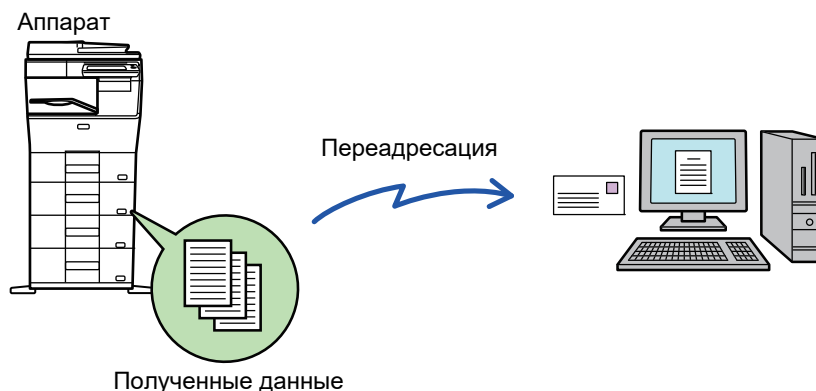 Аппарат
Переадресация
Полученные данные